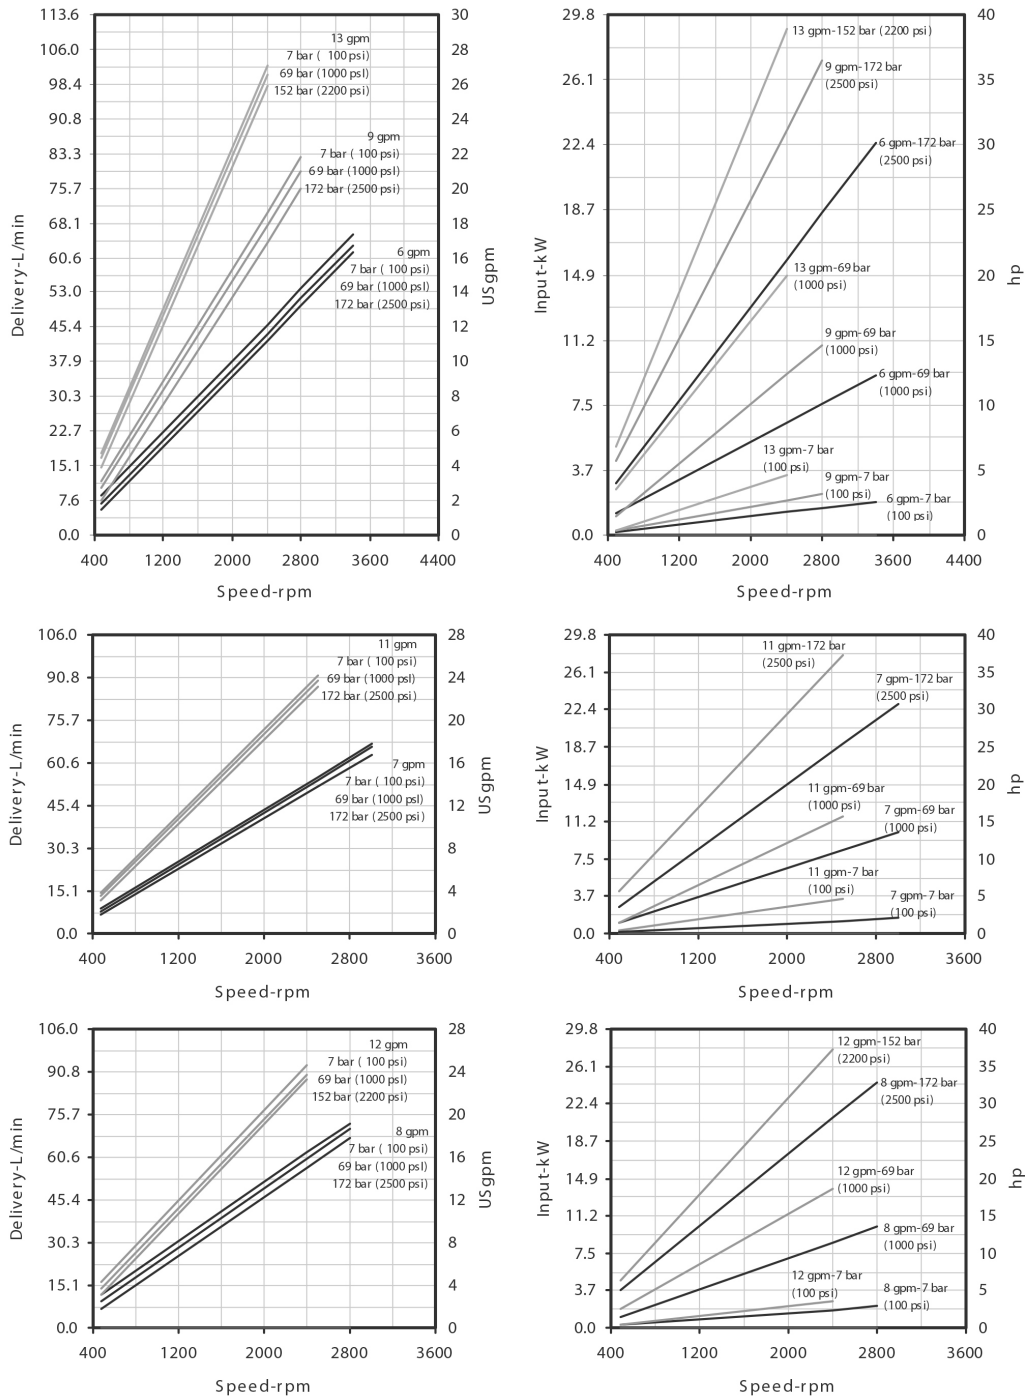 113.6
106.0
98.4
90.8
83.3
75.7
68.1
60.6
53.0
45.4
37.9
30.3
22.7
15.1
7.6
0.0
Delivery-L/min
30
28
26
24
22
20
18
16
14
12
10
8
6
4
2
0
USgpm
13 gpm
7 bar ( 100psi)
69 bar (1000 psi)
152 bar (2200 psi)
9 gpm
7 bar ( 100 psi)
69 bar (1000 psI)
172 bar (2500 psi)
6 gpm
7 bar ( 100 psi)
69 bar (1000 psI)
172 bar (2500 psi)
400 1200 2000 2800 3600 4400
Speed-rpm
29.8
26.1
22.4
18.7
14.9
11.2
7.5
3.7
0.0
Input-kW
40
35
30
25
20
15
10
5
0
hp
13 gpm-152 bar (2200 psi)
9 gpm-172 bar
(2500 psi)
6 gpm-172 bar
(2500 psi)
13 gpm-69 bar
(1000 psi)
9 gpm-69 bar
(1000 psi)
6 gpm-69 bar
(1000 psi)
13 gpm-7 bar
(100 psi)
9 gpm-7 bar
(100 psi)
6 gpm-7 bar
(100 psi)
400 1200 2000 2800 3600 4400
Speed-rpm
106.0
90.8
75.7
60.6
45.4
30.3
15.1
0.0
Delivery-L/min
28
24
20
16
12
8
4
0
USgpm
11 gpm
7 bar ( 100 psi)
69 bar (1000 psI)
172 bar (2500 psi)
7 gpm
7 bar ( 100 psi)
69 bar (1000 psI)
172 bar (2500 psi)
400 1200 2000 2800 3600
Speed-rpm
29.8
26.1
22.4
18.7
14.9
11.2
7.5
3.7
0.0
Input-kW
40
35
30
25
20
15
10
5
0
hp
11 gpm-172 bar
(2500 psi)
7 gpm-172 bar
(2500 psi)
11 gpm-69 bar
(1000 psi)
7 gpm-69 bar
(1000 psi)
11 gpm-7 bar
(100 psi)
7 gpm-7 bar
(100 psi)
400 1200 2000 2800 3600
Speed-rpm
106.0
90.8
75.7
60.6
45.4
30.3
15.1
0.0
Delivery-L/min
28
24
20
16
12
8
4
0
USgpm
12 gpm
7 bar ( 100 psi)
69 bar (1000 psI)
152 bar (2200 psi)
8 gpm
7 bar ( 100 psi)
69 bar (1000 psI)
172 bar (2500 psi)
400 1200 2000 2800 3600
Speed-rpm
29.8
26.1
22.4
18.7
14.9
11.2
7.5
3.7
0.0
Input-kW
40
35
30
25
20
15
10
5
0
hp
12 gpm-152 bar
(2200 psi)
8 gpm-172 bar
(2500 psi)
12 gpm-69 bar
(1000 psi)
8 gpm-69 bar
(1000 psi)
12 gpm-7 bar
(100 psi)
8 gpm-7 bar
(100 psi)
400 1200 2000 2800 3600
Speed-rpm